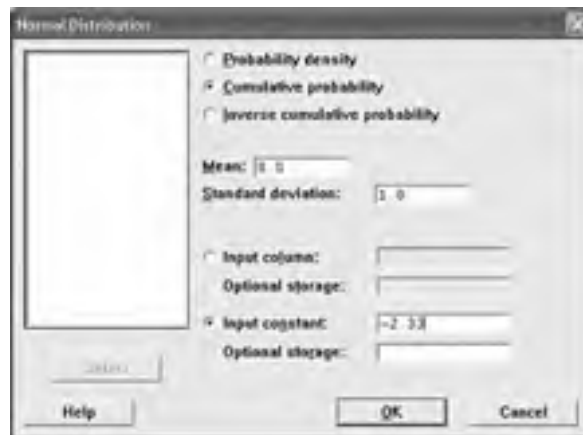 Normal Distribution
Probability density
Cumulative probability
Inverse cumulative probability
Mean: 0.0
Standard deviation: 1.0
Input column:
Optional storage:
Input constant: -2.33
Optional storage:
Select
Help OK Cancel